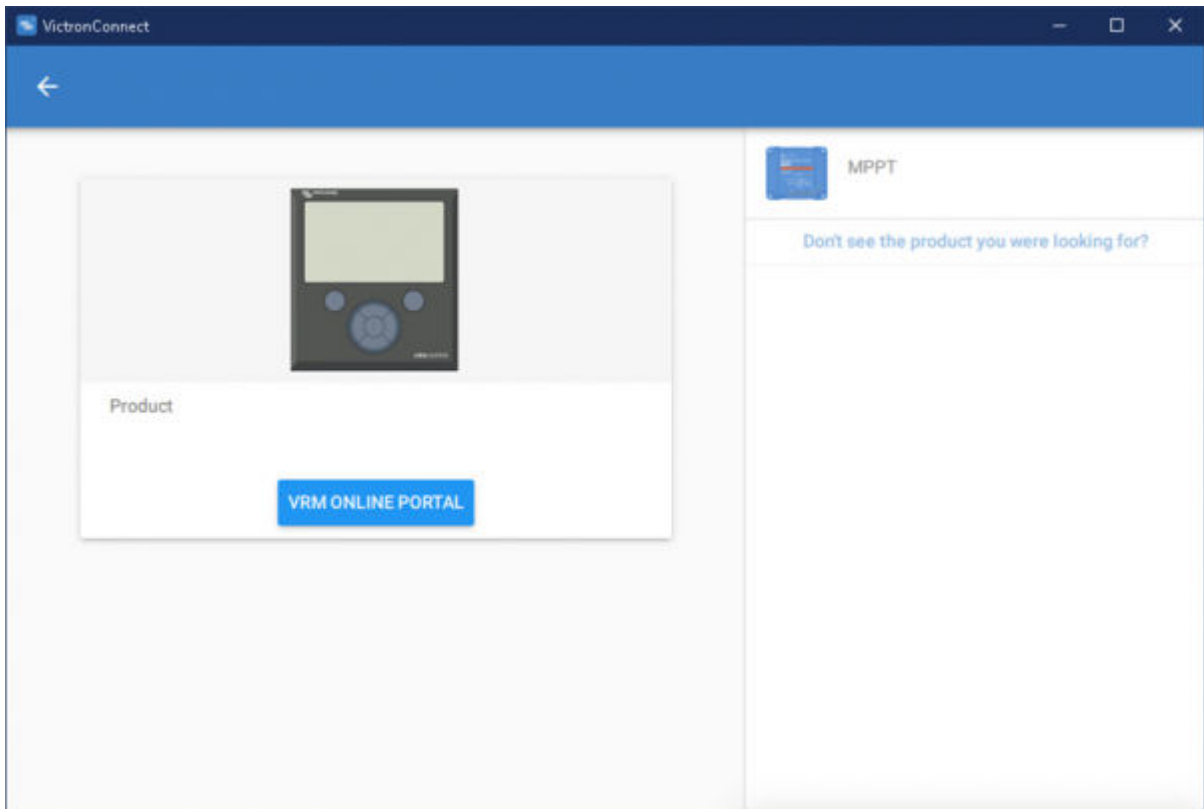 VictronConnect
Product
VRM ONLINE PORTAL
MPPT
Don't see the product you were looking for?